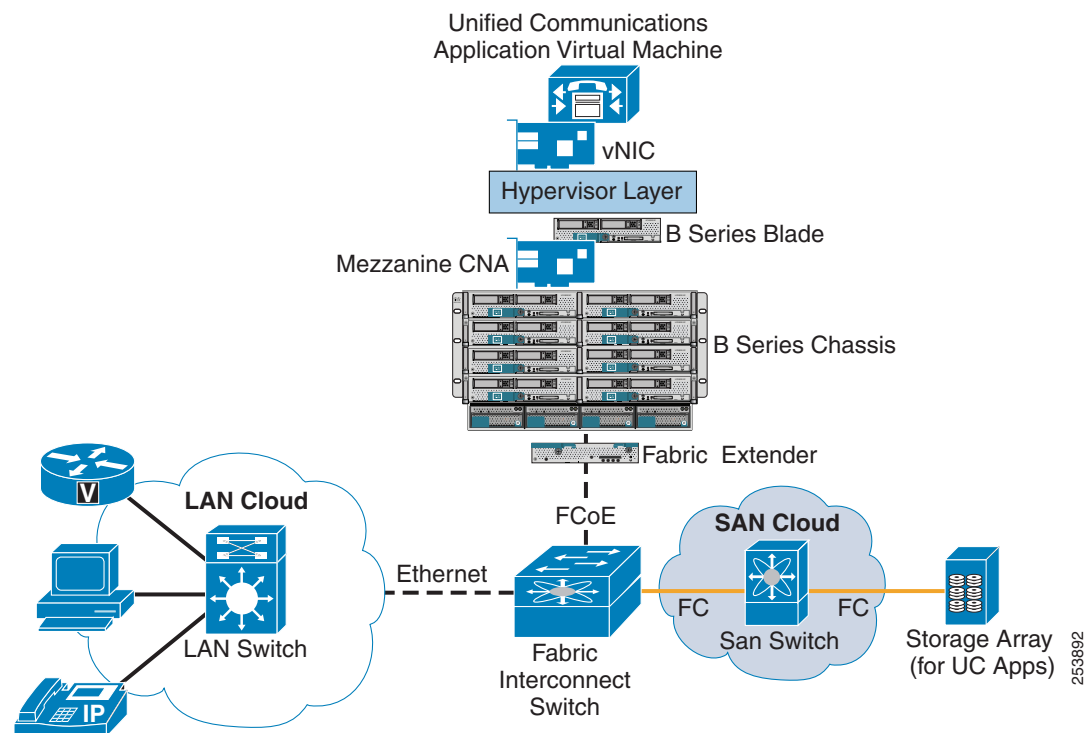 Unified Communications
Application Virtual Machine
vNIC
Hypervisor Layer
B Series Blade
Mezzanine CNA
B Series Chassis
Fabric Extender
V
LAN Cloud
FCoE
SAN Cloud
Ethernet
FC
FC
LAN Switch
San Switch
Storage Array
(for UC Apps)
Fabric
Interconnect
Switch
IP
253892